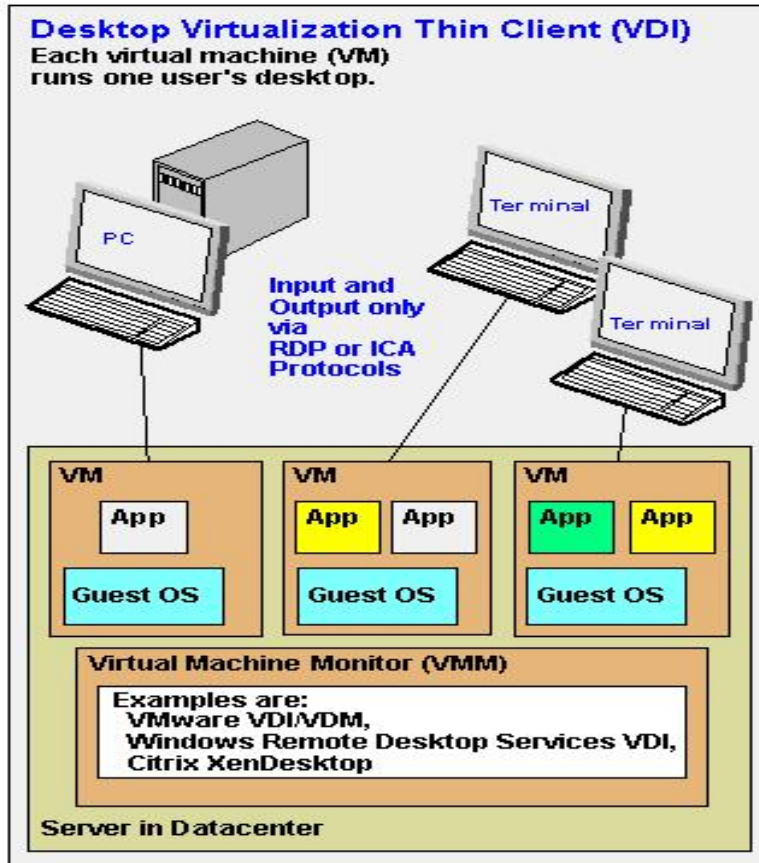 Desktop Virtualization Thin Client (VDI)
Each virtual machine (VM)
runs one user's desktop.
PC
Terminal
Terminal
Input and
Output only
via
RDP or ICA
Protocols
VM
App
Guest OS
VM
App App
Guest OS
VM
App App
Guest OS
Virtual Machine Monitor (VMM)
Examples are:
VMware VDI/VDM,
Windows Remote Desktop Services VDI,
Citrix XenDesktop
Server in Datacenter